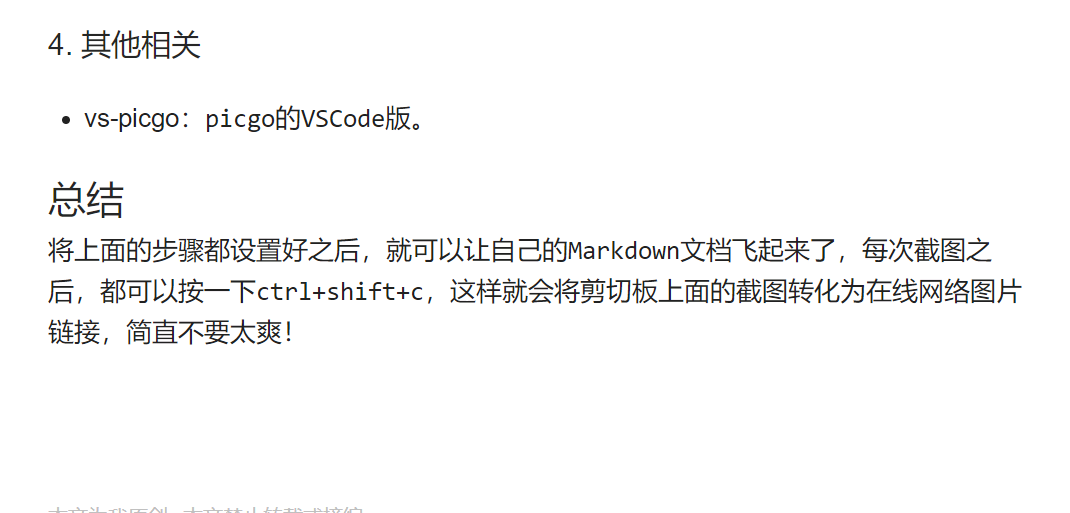 4. 其他相关
• vs-picgo：picgo的VSCode版。
总结
将上面的步骤都设置好之后，就可以让自己的Markdown文档飞起来了，每次截图之
后，都可以按一下ctrl+shift+c，这样就会将剪切板上面的截图转化为在线网络图片
链接，简直不要太爽！